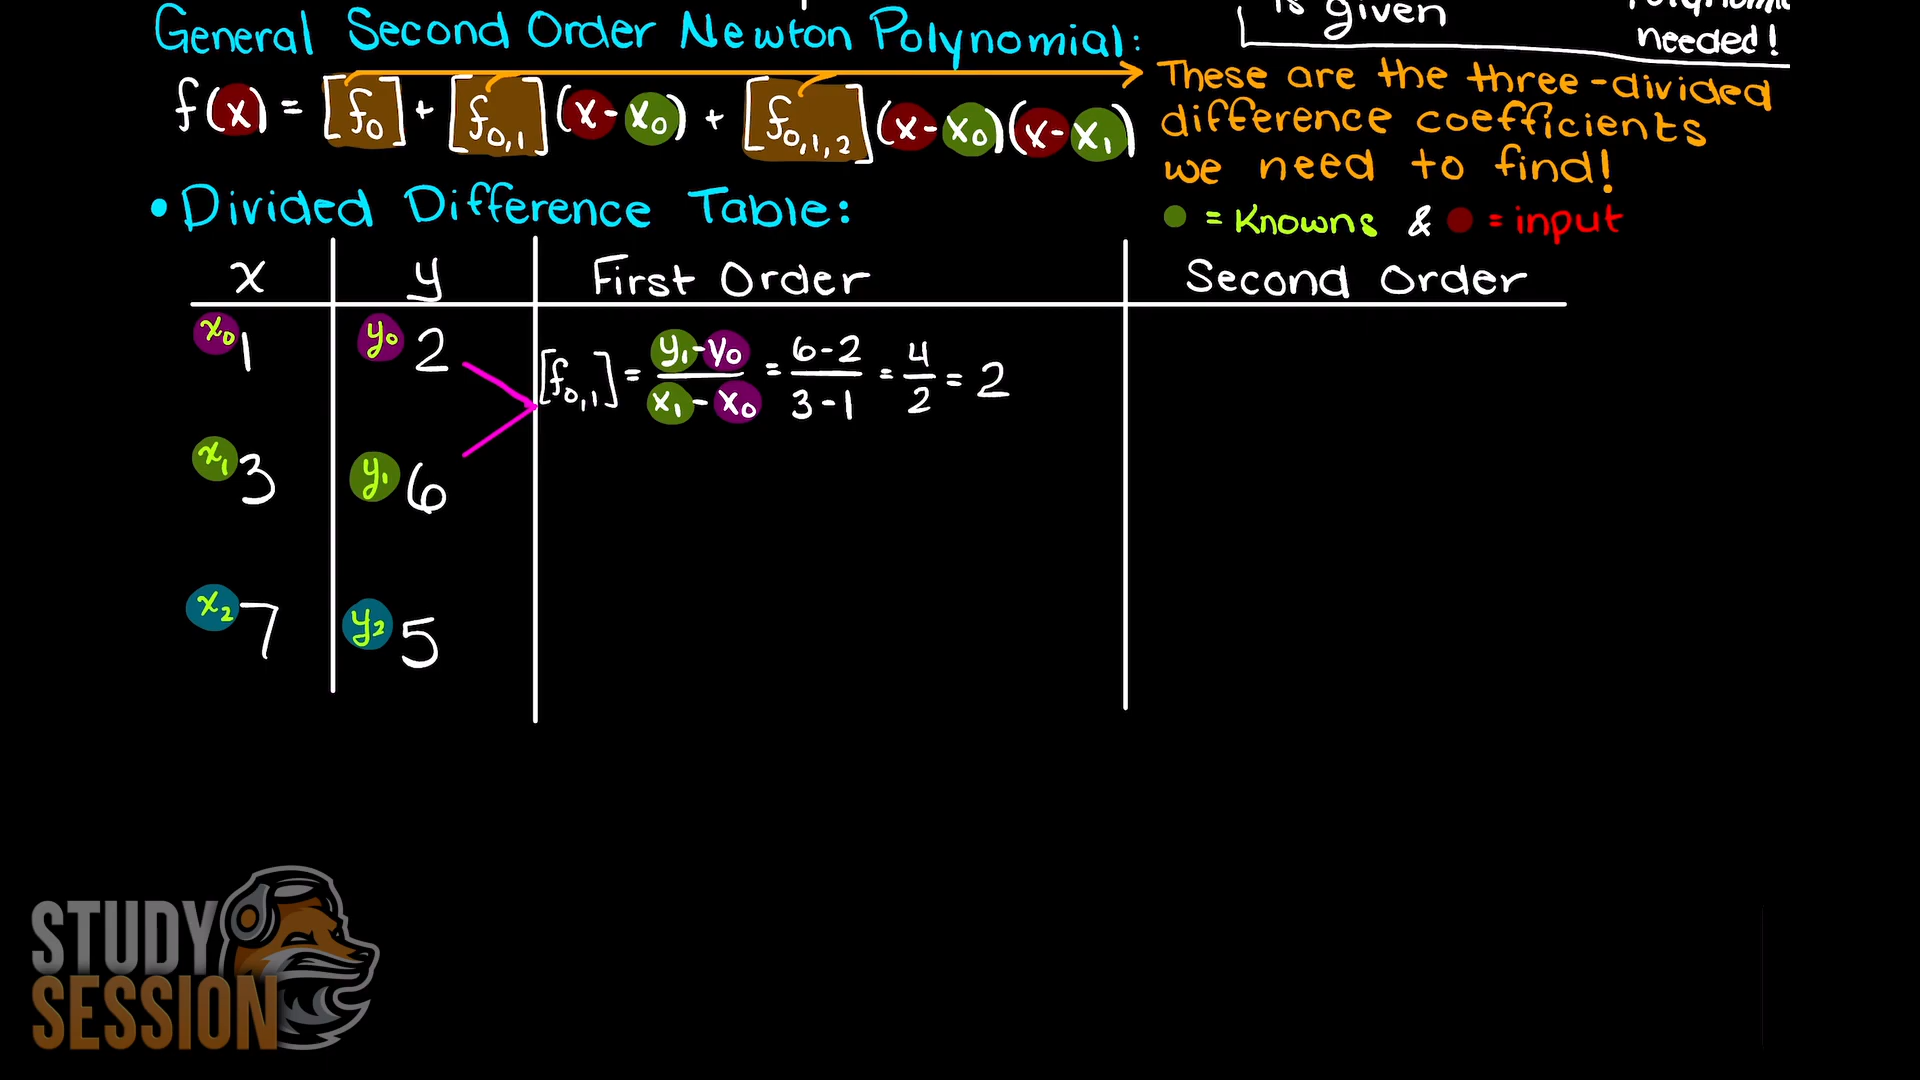 General Second Order Newton Polynomial:
is given
needed!
f(x) = [f₀] + [f₀,₁](x-x₀) + [f₀,₁,₂](x-x₀)(x-x₁)
These are the three-divided
difference coefficients
we need to find!
= Knowns & = input
• Divided Difference Table:
x y First Order Second Order
x₀ 1 y₀ 2
[f₀,₁] = y₁-y₀ / x₁-x₀ = 6-2 / 3-1 = 4/2 = 2
x₁ 3 y₁ 6
x₂ 7 y₂ 5
STUDY
SESSION